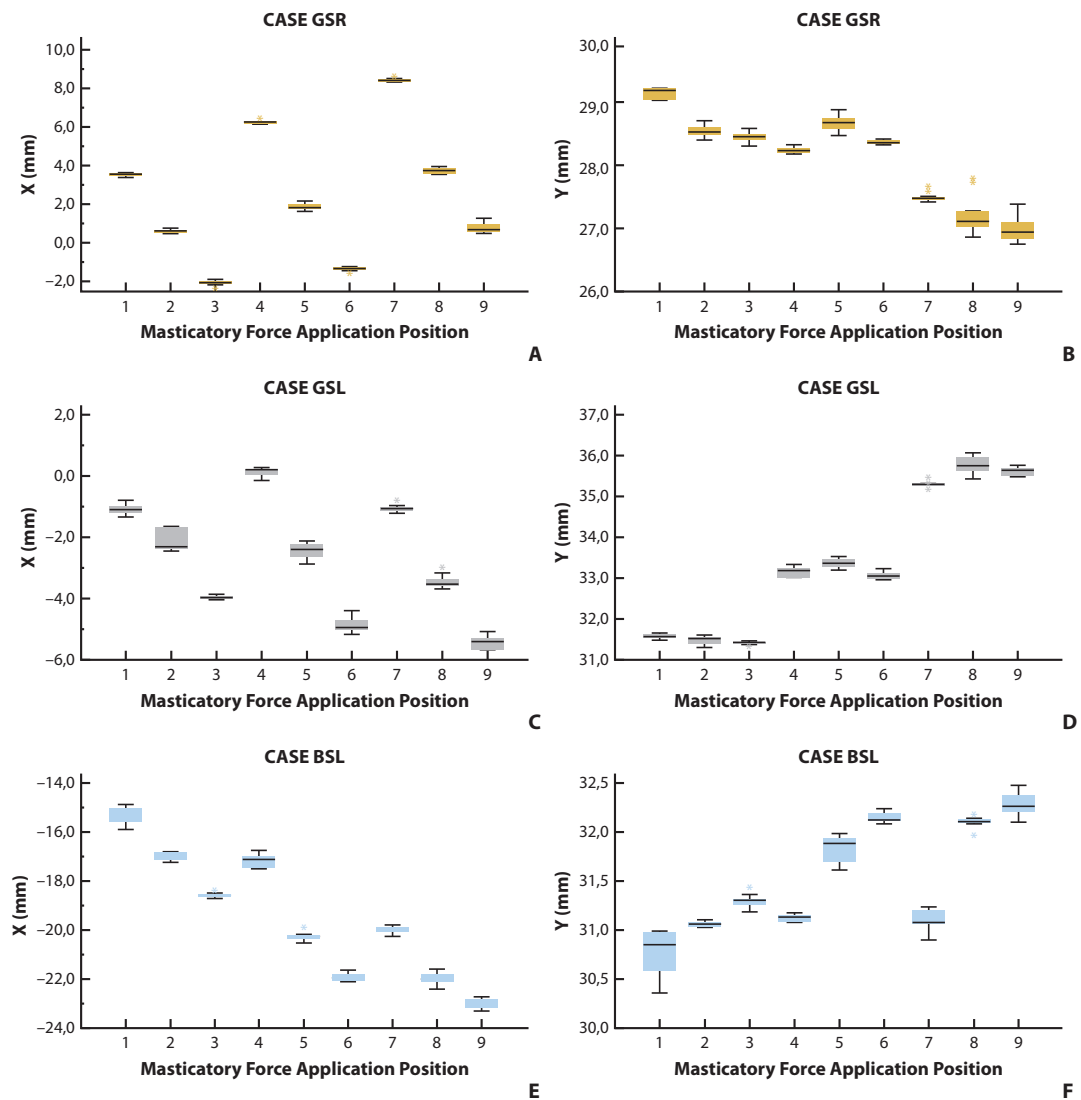 CASE GSR
10,0
8,0
6,0
4,0
2,0
0,0
−2,0
X (mm)
1 2 3 4 5 6 7 8 9
Masticatory Force Application Position
A
CASE GSR
30,0
29,0
28,0
27,0
26,0
Y (mm)
1 2 3 4 5 6 7 8 9
Masticatory Force Application Position
B
CASE GSL
2,0
0,0
−2,0
−4,0
−6,0
X (mm)
1 2 3 4 5 6 7 8 9
Masticatory Force Application Position
C
CASE GSL
37,0
35,0
33,0
31,0
Y (mm)
1 2 3 4 5 6 7 8 9
Masticatory Force Application Position
D
CASE BSL
−14,0
−16,0
−18,0
−20,0
−22,0
−24,0
X (mm)
1 2 3 4 5 6 7 8 9
Masticatory Force Application Position
E
CASE BSL
32,5
32,0
31,5
31,0
30,5
30,0
Y (mm)
1 2 3 4 5 6 7 8 9
Masticatory Force Application Position
F